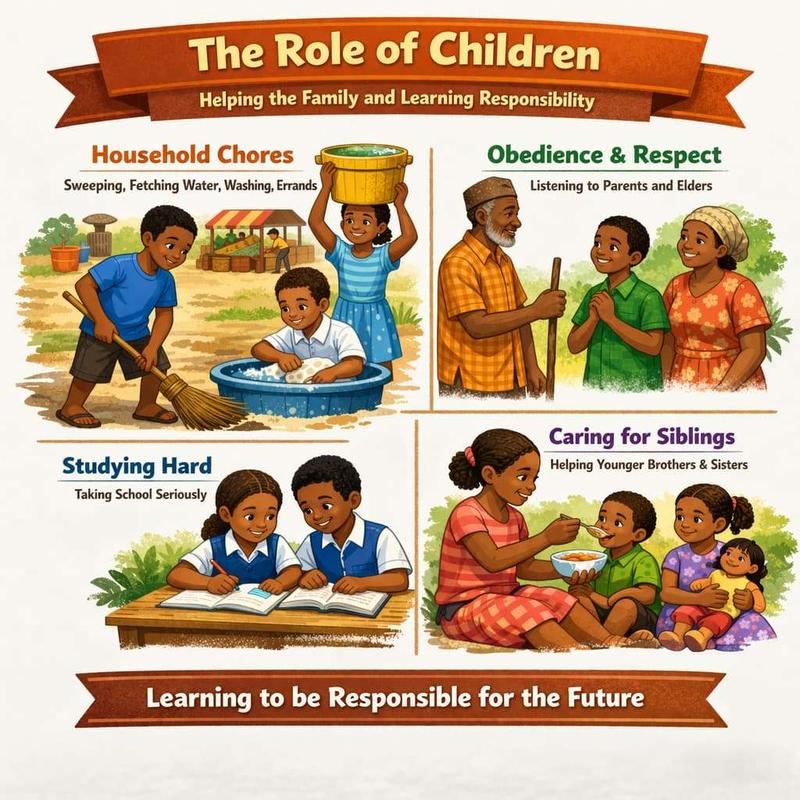 The Role of Children
Helping the Family and Learning Responsibility
Household Chores
Sweeping, Fetching Water, Washing, Errands
Obedience & Respect
Listening to Parents and Elders
Studying Hard
Taking School Seriously
Caring for Siblings
Helping Younger Brothers & Sisters
Learning to be Responsible for the Future